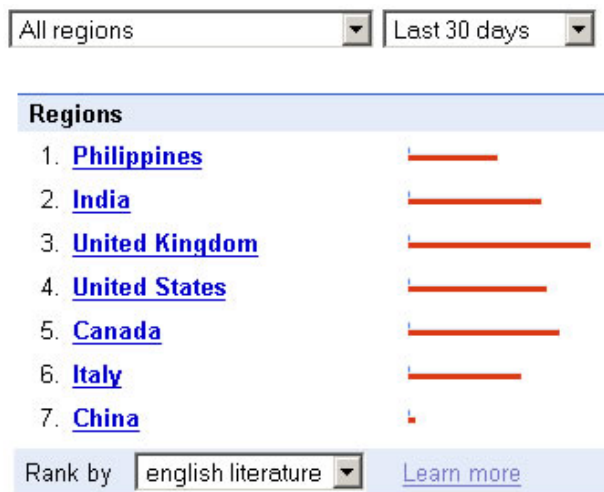 All regions Last 30 days
Regions
1. Philippines
2. India
3. United Kingdom
4. United States
5. Canada
6. Italy
7. China
Rank by english literature Learn more